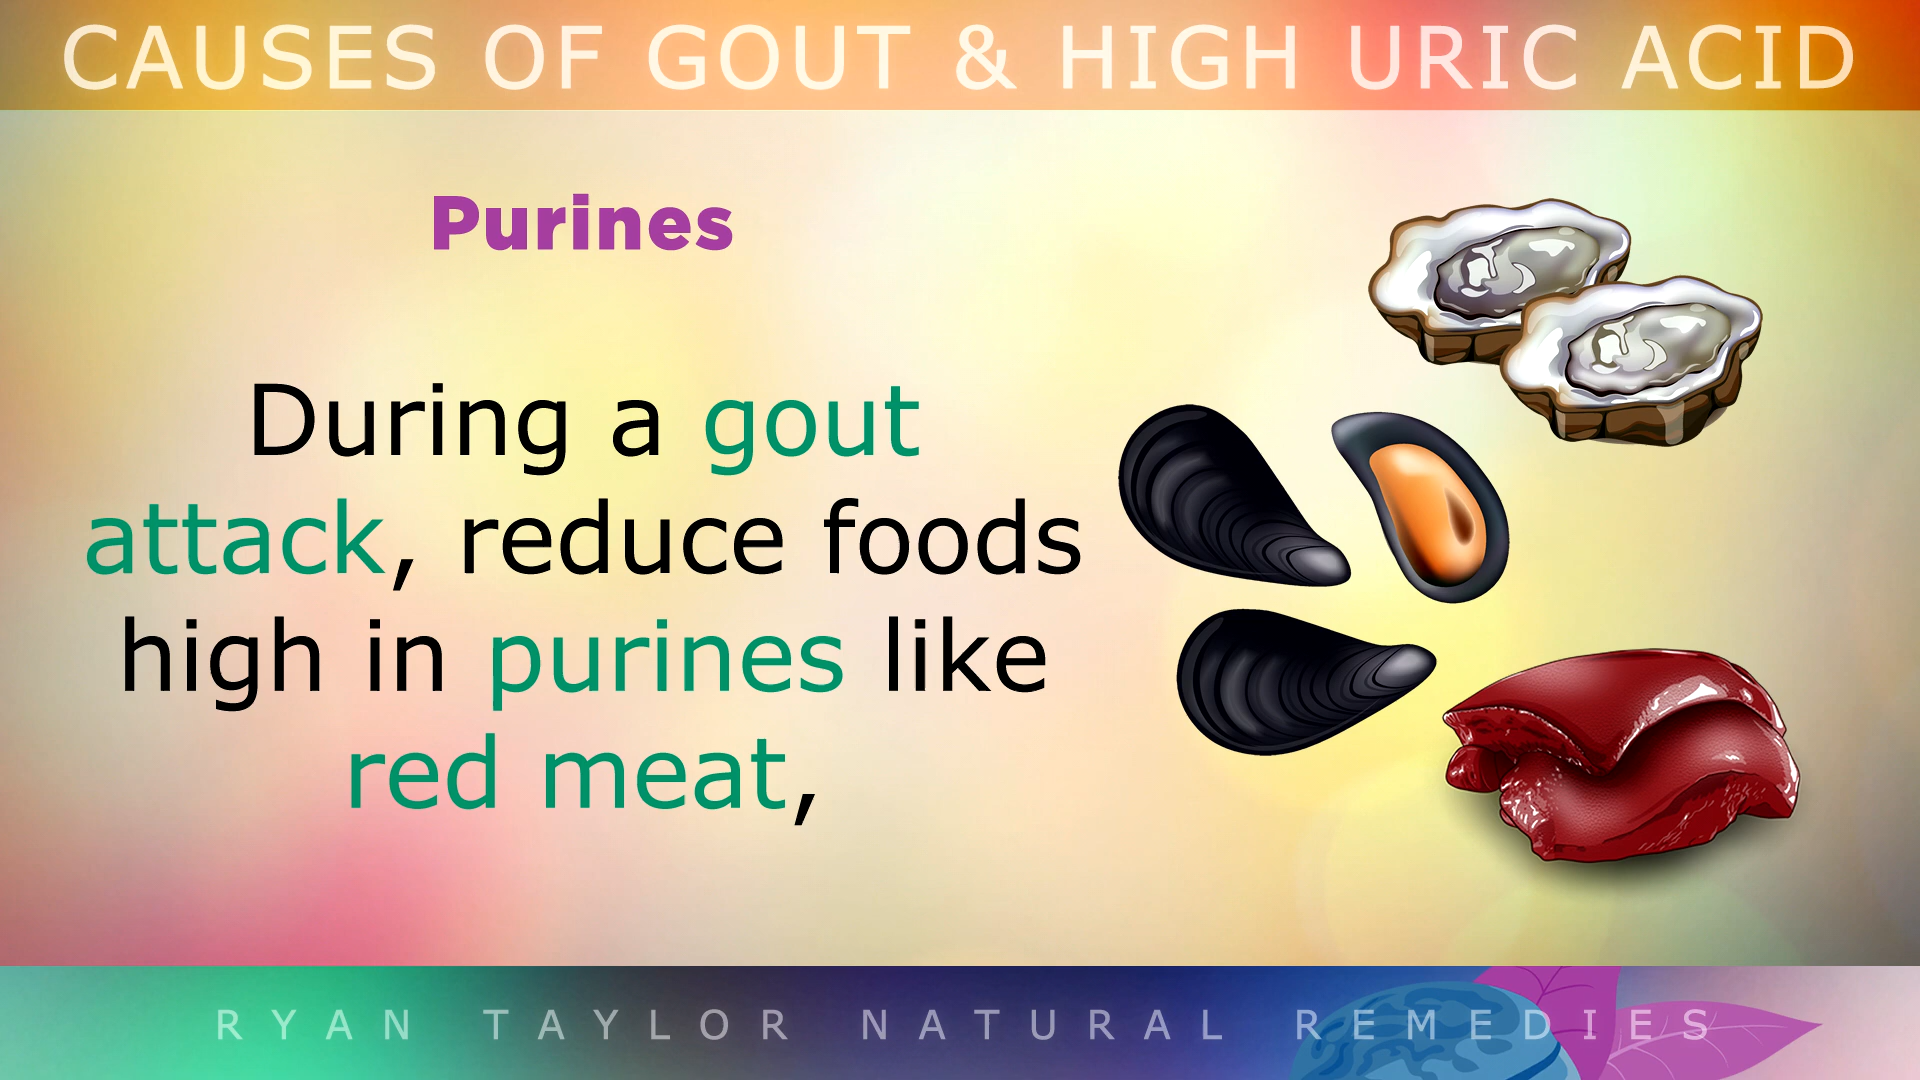 CAUSES OF GOUT & HIGH URIC ACID
Purines
During a gout
attack, reduce foods
high in purines like
red meat,
RYAN TAYLOR NATURAL REMEDIES